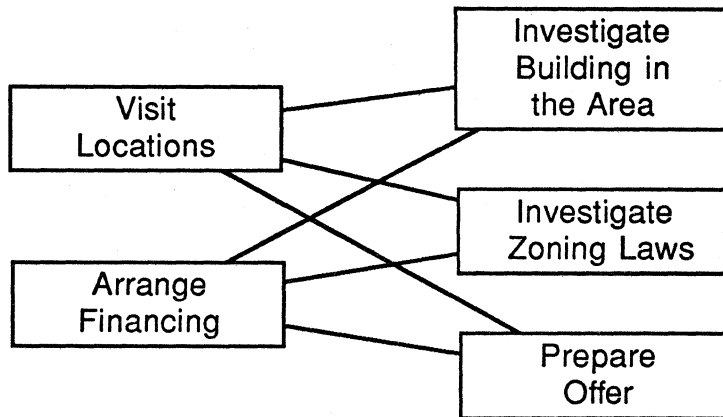 Visit
Locations
Arrange
Financing
Investigate
Building in
the Area
Investigate
Zoning Laws
Prepare
Offer